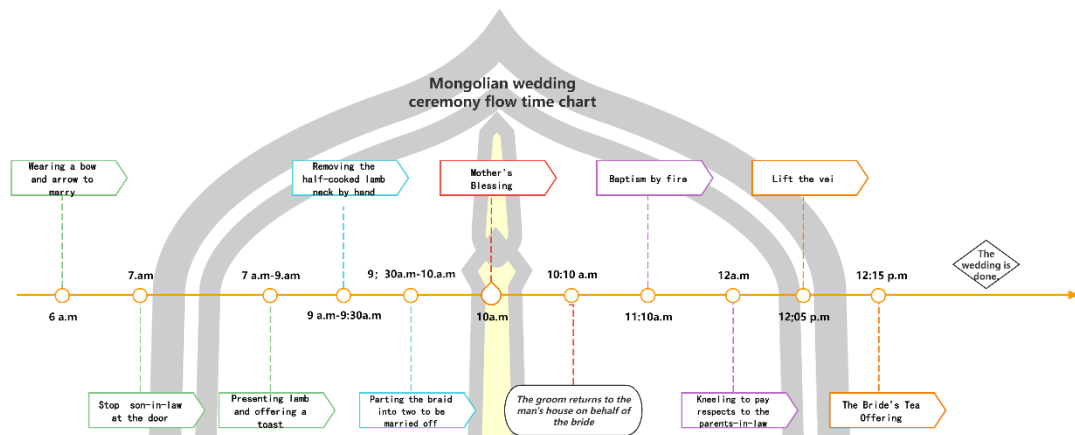 Mongolian wedding
ceremony flow time chart
Wearing a bow
and arrow to
marry
Removing the
half-cooked lamb
neck by hand
Mother's
Blessing
Baptism by fire
Lift the vei
7.am
7 a.m-9.am
9; 30a.m-10.a.m
10:10 a.m
12a.m
12:15 p.m
The
wedding is
done.
6 a.m
9 a.m-9:30a.m
10a.m
11:10a.m
12;05 p.m
Stop son-in-law
at the door
Presenting lamb
and offering a
toast
Parting the braid
into two to be
married off
The groom returns to the
man's house on behalf of
the bride
Kneeling to pay
respects to the
parents-in-law
The Bride's Tea
Offering